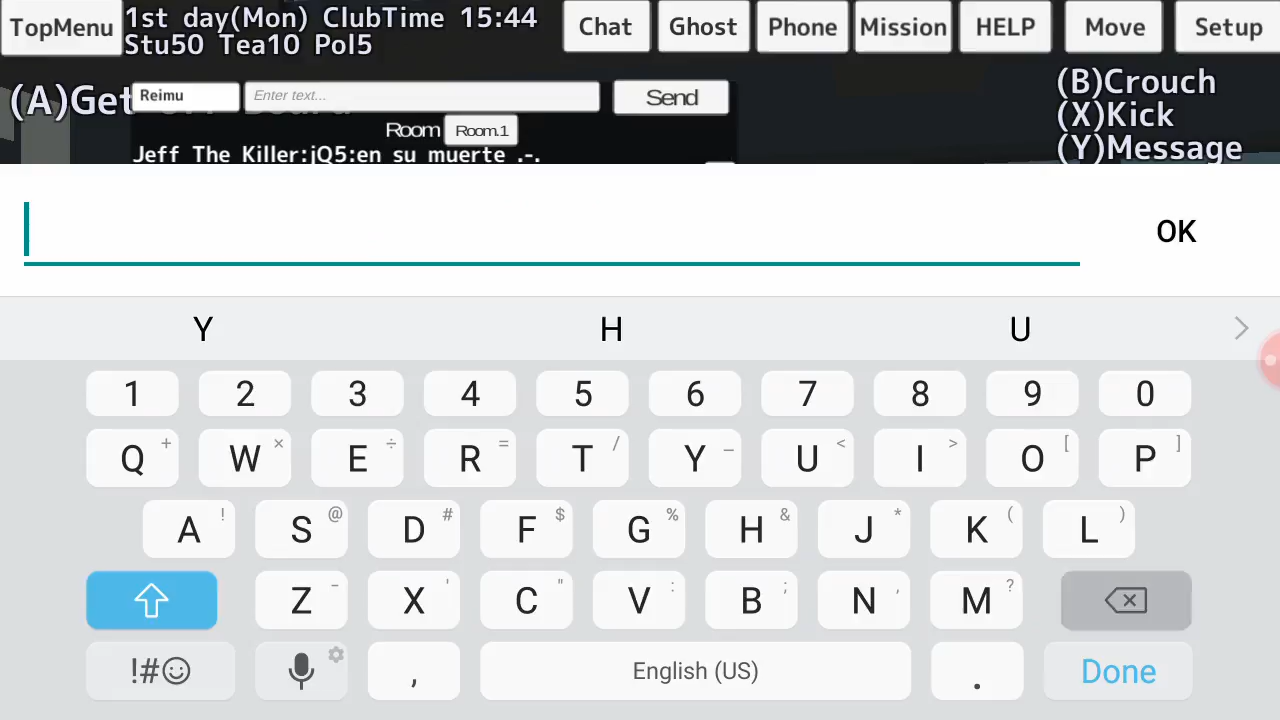 TopMenu
1st day(Mon) ClubTime 15:44
Stu50 Tea10 Pol5
Chat
Ghost
Phone
Mission
HELP
Move
Setup
(A)Get
Reimu
Enter text...
Send
(B)Crouch
(X)Kick
(Y)Message
Room
Room.1
Jeff The Killer:jQ5:en su muerte .-.
OK
Y H U
1 2 3 4 5 6 7 8 9 0
Q + W × E ÷ R = T / Y _ U < I > O [ P ]
A ! S @ D # F $ G % H & J * K ( L )
Z - X ' C " V : B ; N , M ?
!#☺ , English (US) . Done